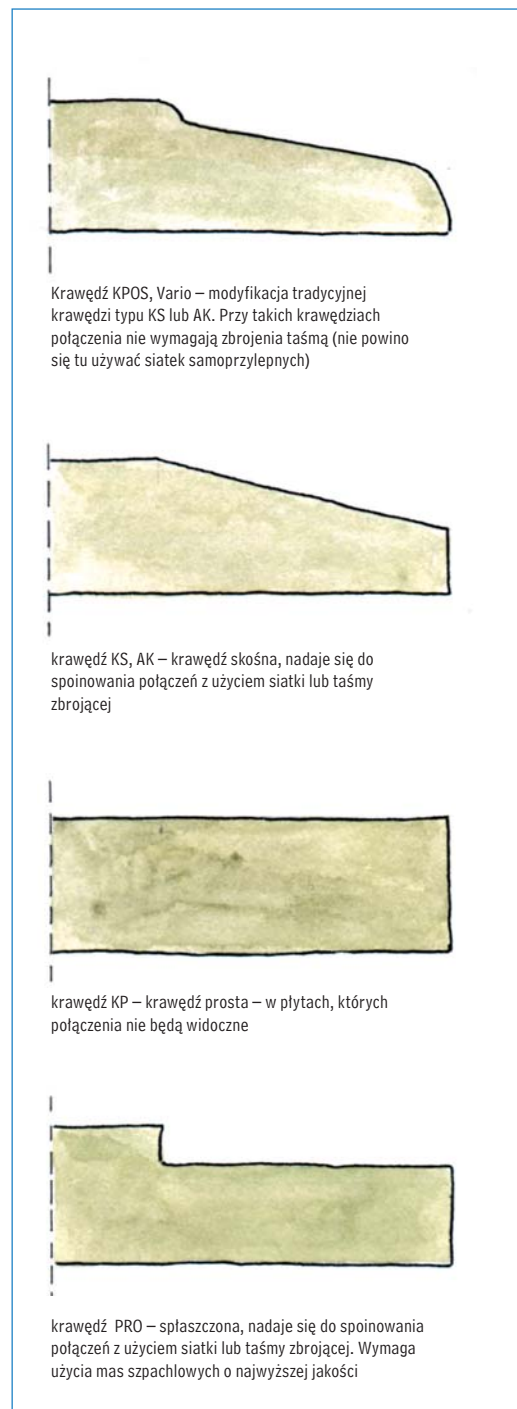 Krawędź KPOS, Vario – modyfikacja tradycyjnej
krawędzi typu KS lub AK. Przy takich krawędziach
połączenia nie wymagają zbrojenia taśmą (nie powino
się tu używać siatek samoprzylepnych)
krawędź KS, AK – krawędź skośna, nadaje się do
spoinowania połączeń z użyciem siatki lub taśmy
zbrojącej
krawędź KP – krawędź prosta – w płytach, których
połączenia nie będą widoczne
krawędź PRO – spłaszczona, nadaje się do spoinowania
połączeń z użyciem siatki lub taśmy zbrojącej. Wymaga
użycia mas szpachlowych o najwyższej jakości